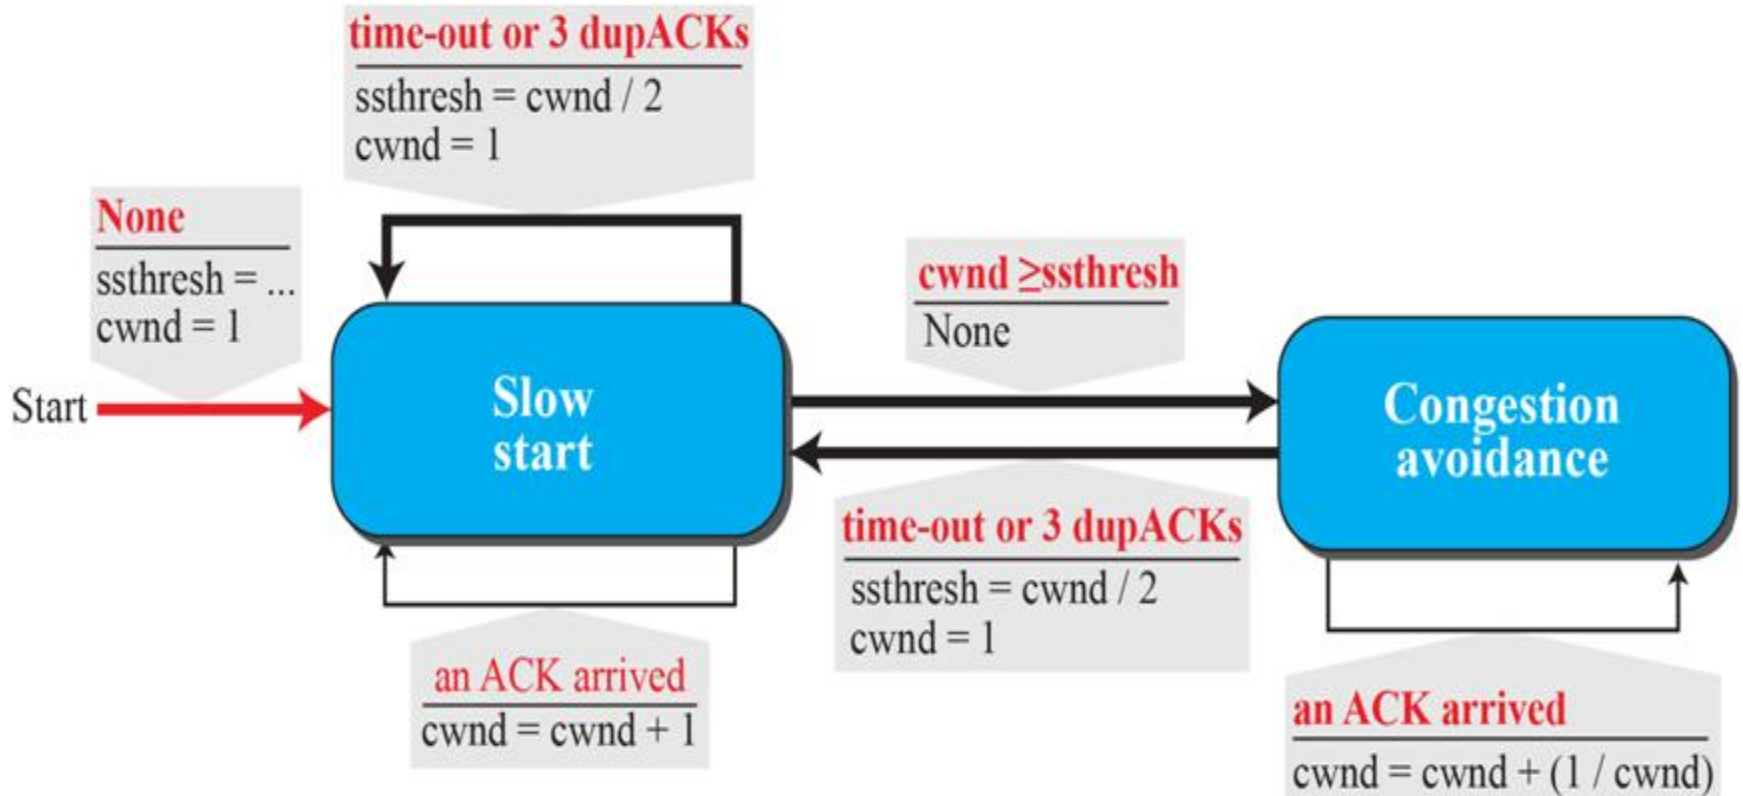 time-out or 3 dupACKs
ssthresh = cwnd / 2
cwnd = 1
None
ssthresh = ...
cwnd = 1
Start
Slow
start
an ACK arrived
cwnd = cwnd + 1
cwnd ≥ssthresh
None
time-out or 3 dupACKs
ssthresh = cwnd / 2
cwnd = 1
Congestion
avoidance
an ACK arrived
cwnd = cwnd + (1 / cwnd)